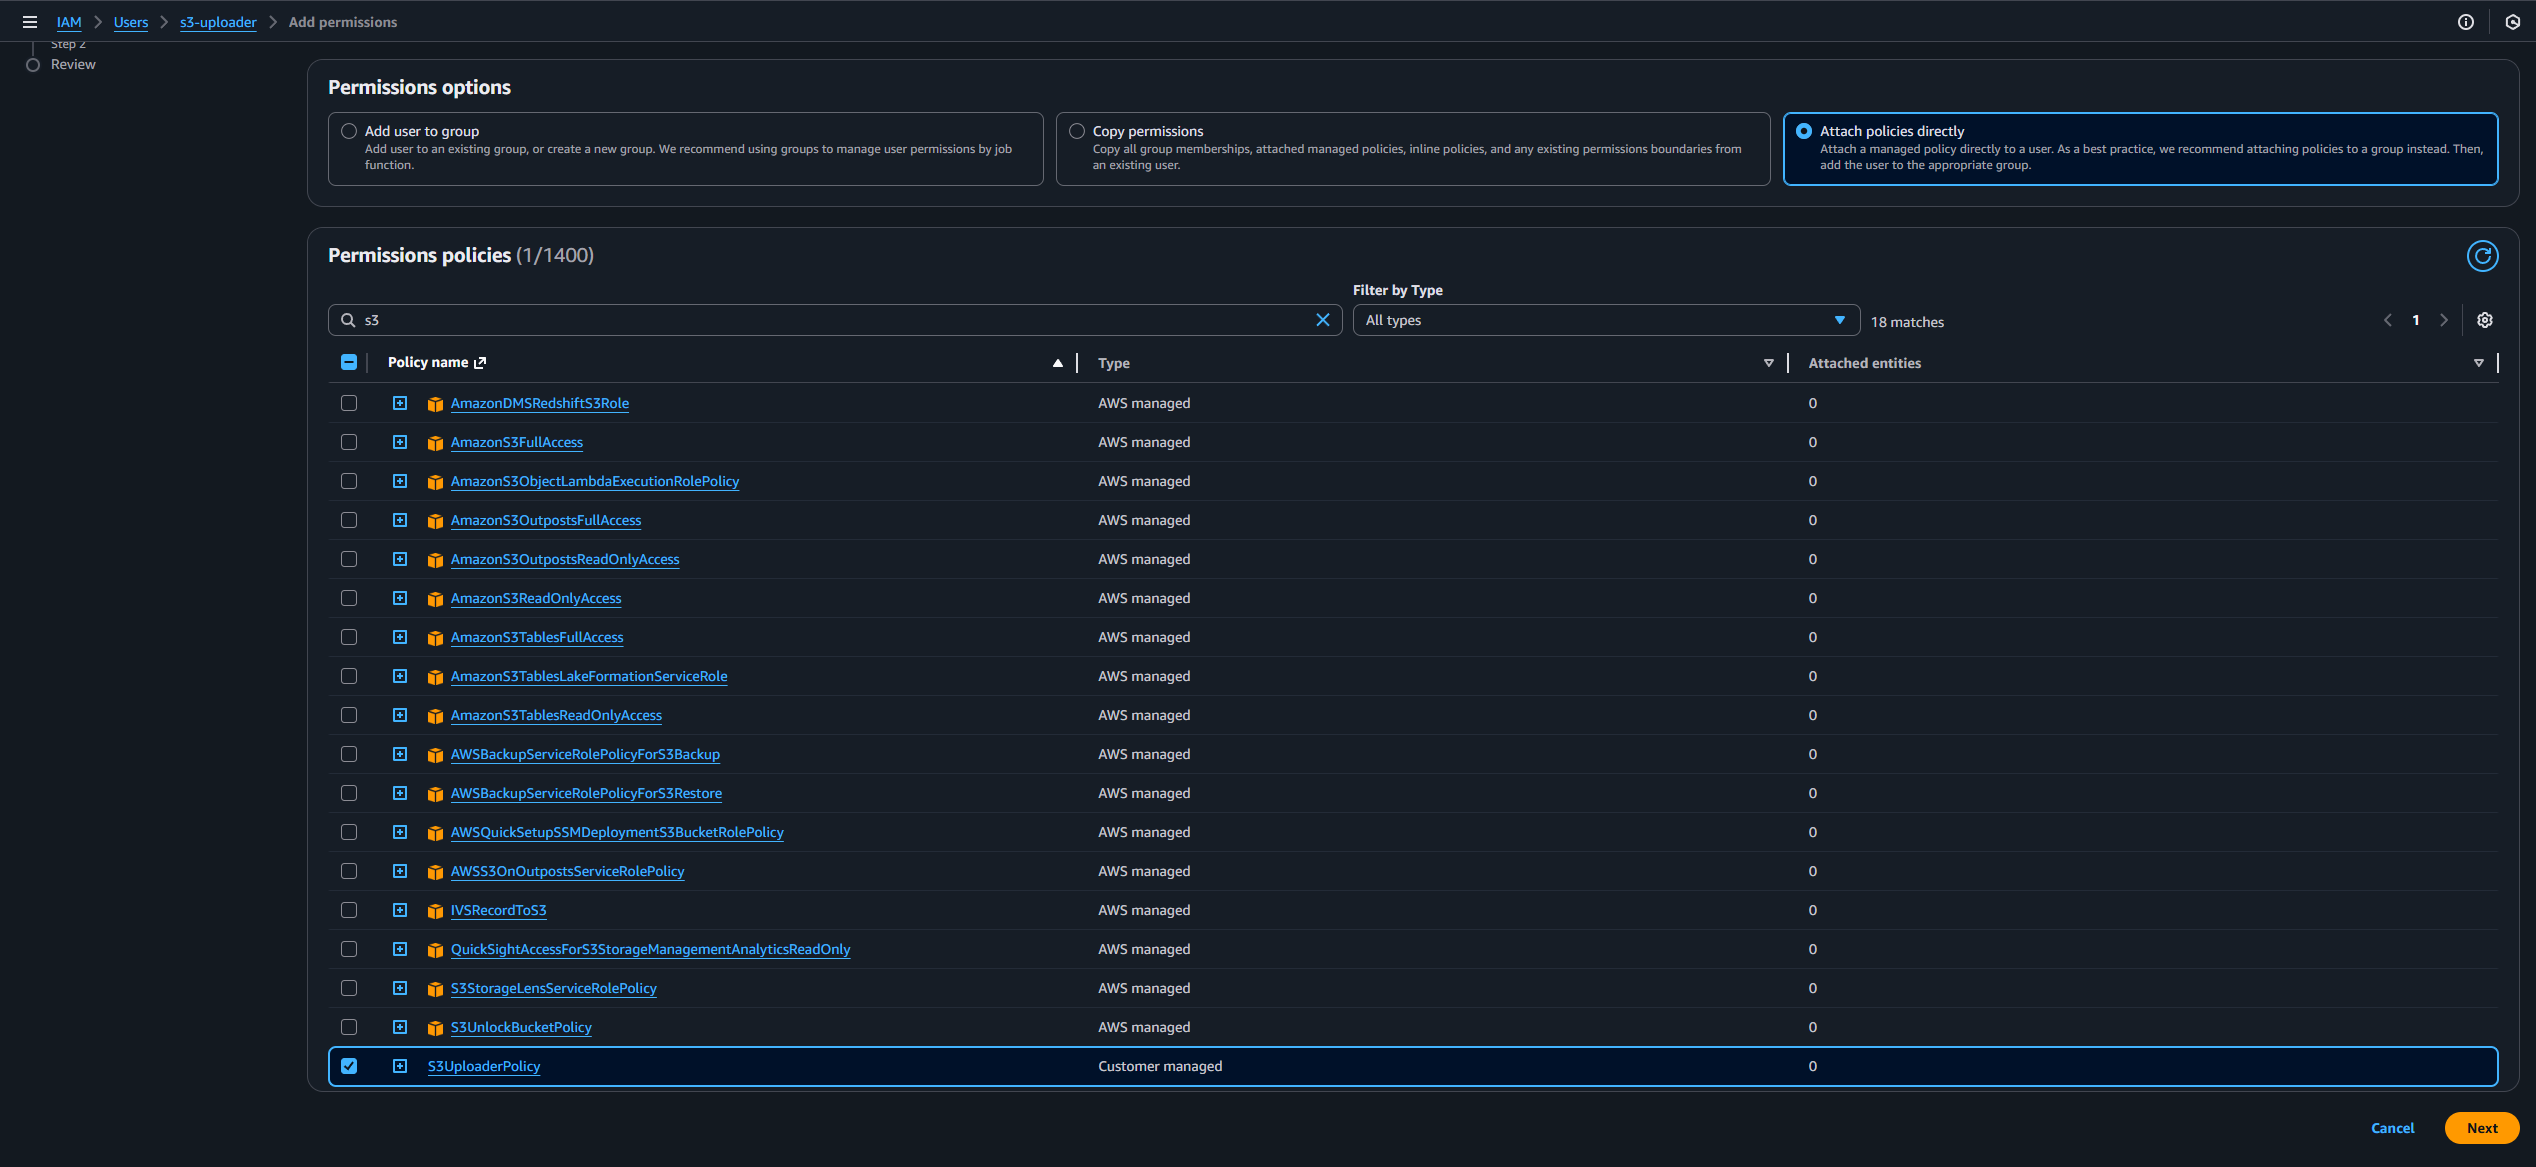 IAM > Users > s3-uploader > Add permissions
Step 2
Review
Permissions options
Add user to group
Add user to an existing group, or create a new group. We recommend using groups to manage user permissions by job
function.
Copy permissions
Copy all group memberships, attached managed policies, inline policies, and any existing permissions boundaries from
an existing user.
Attach policies directly
Attach a managed policy directly to a user. As a best practice, we recommend attaching policies to a group instead. Then,
add the user to the appropriate group.
Permissions policies (1/1400)
Filter by Type
s3 All types 18 matches 1
Policy name Type Attached entities
AmazonDMSRedshiftS3Role AWS managed 0
AmazonS3FullAccess AWS managed 0
AmazonS3ObjectLambdaExecutionRolePolicy AWS managed 0
AmazonS3OutpostsFullAccess AWS managed 0
AmazonS3OutpostsReadOnlyAccess AWS managed 0
AmazonS3ReadOnlyAccess AWS managed 0
AmazonS3TablesFullAccess AWS managed 0
AmazonS3TablesLakeFormationServiceRole AWS managed 0
AmazonS3TablesReadOnlyAccess AWS managed 0
AWSBackupServiceRolePolicyForS3Backup AWS managed 0
AWSBackupServiceRolePolicyForS3Restore AWS managed 0
AWSQuickSetupSSMDeploymentS3BucketRolePolicy AWS managed 0
AWSS3OnOutpostsServiceRolePolicy AWS managed 0
IVSRecordToS3 AWS managed 0
QuickSightAccessForS3StorageManagementAnalyticsReadOnly AWS managed 0
S3StorageLensServiceRolePolicy AWS managed 0
S3UnlockBucketPolicy AWS managed 0
S3UploaderPolicy Customer managed 0
Cancel Next